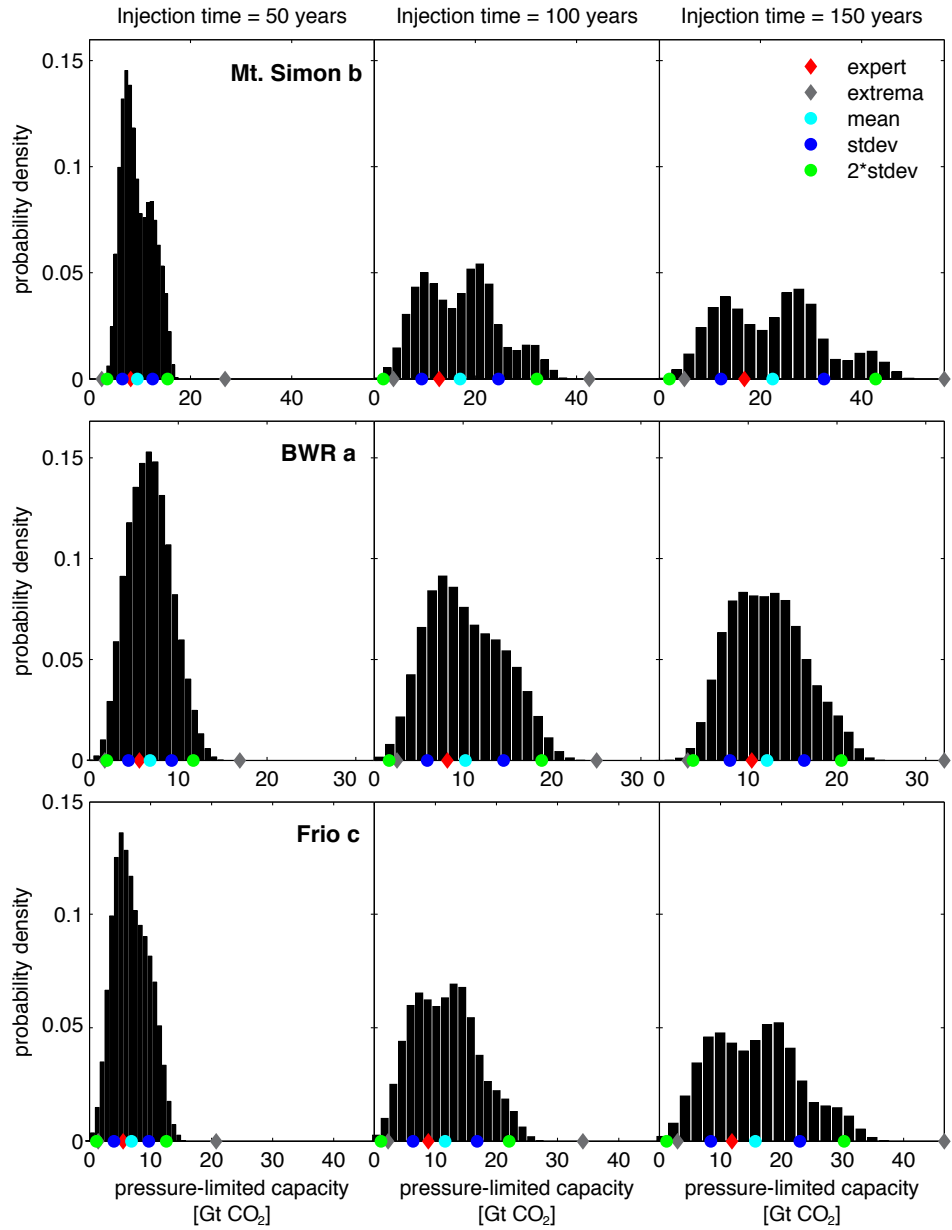 Injection time = 50 years Injection time = 100 years Injection time = 150 years
0.15
Mt. Simon b
expert
extrema
mean
stdev
2*stdev
probability density
0.1
0.05
0
0 20 40 20 40 20 40
0.15
BWR a
probability density
0.1
0.05
0
0 10 20 30 10 20 30 10 20 30
0.15
Frio c
probability density
0.1
0.05
0
0 10 20 30 40 0 10 20 30 40 0 10 20 30 40
pressure-limited capacity pressure-limited capacity pressure-limited capacity
[Gt CO₂] [Gt CO₂] [Gt CO₂]